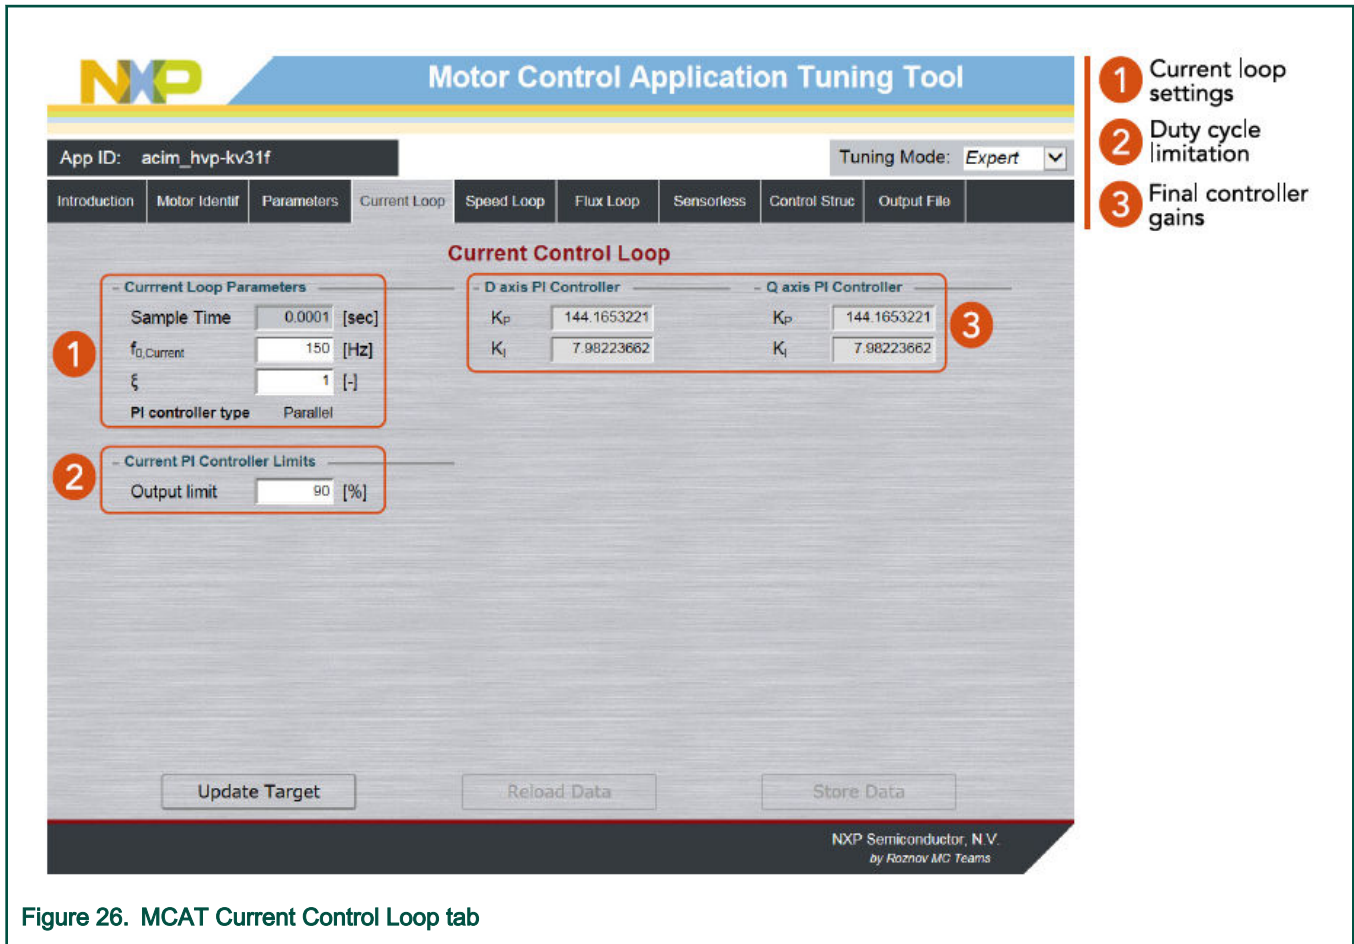 NXP
Motor Control Application Tuning Tool
App ID: acim_hvp-kv31f
Tuning Mode: Expert
Introduction Motor Identif Parameters Current Loop Speed Loop Flux Loop Sensorless Control Struc Output File
Current Control Loop
Currrent Loop Parameters
Sample Time 0.0001 [sec]
f0,Current 150 [Hz]
ξ 1 [-]
PI controller type Parallel
1
Current PI Controller Limits
Output limit 90 [%]
2
D axis PI Controller
KP 144.1653221
KI 7.98223662
Q axis PI Controller
KP 144.1653221
KI 7.98223662
3
Update Target Reload Data Store Data
NXP Semiconductor, N.V.
by Roznov MC Teams
1 Current loop
settings
2 Duty cycle
limitation
3 Final controller
gains
Figure 26. MCAT Current Control Loop tab